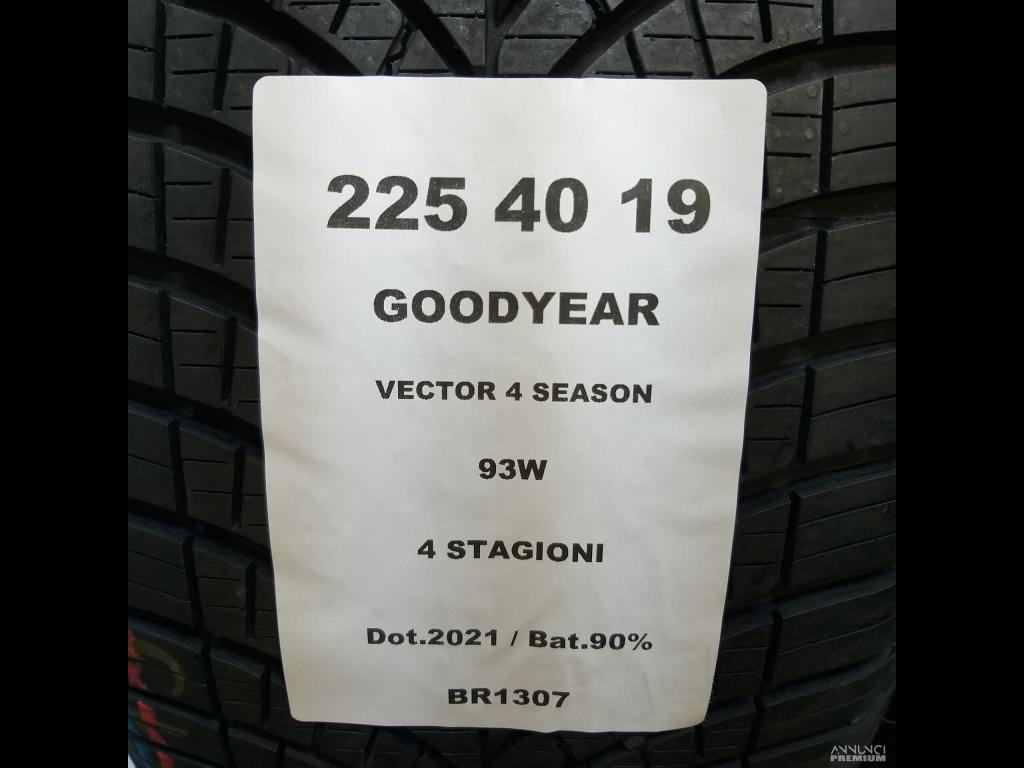 225 40 19
GOODYEAR
VECTOR 4 SEASON
93W
4 STAGIONI
Dot.2021 / Bat.90%
BR1307
ANNUNCI
PREMIUM